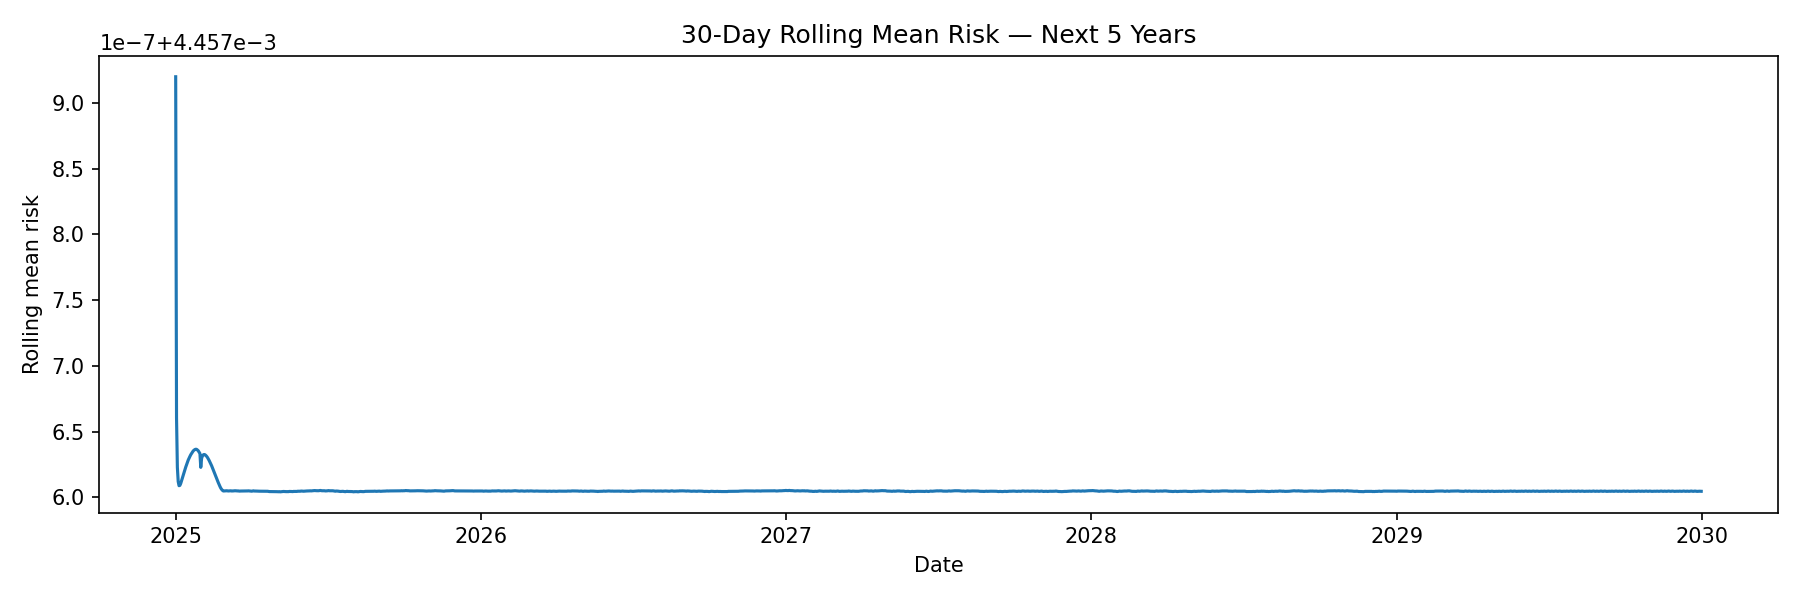 30-Day Rolling Mean Risk — Next 5 Years
1e−7+4.457e−3
Rolling mean risk
9.0
8.5
8.0
7.5
7.0
6.5
6.0
2025 2026 2027 2028 2029 2030
Date